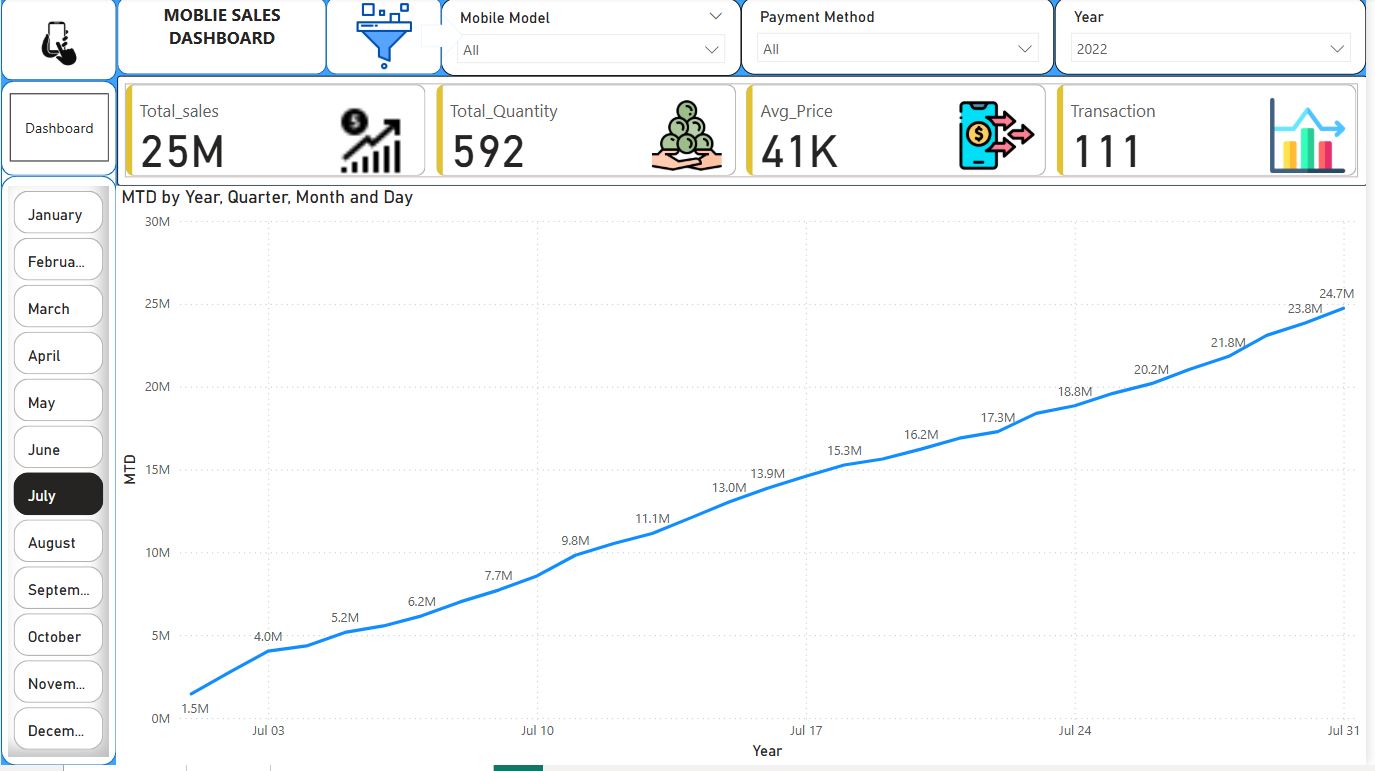 MOBLIE SALES
DASHBOARD
Mobile Model
All
Payment Method
All
Year
2022
Dashboard
Total_sales
25M
Total_Quantity
592
Avg_Price
41K
Transaction
111
January
Februa...
March
April
May
June
July
August
Septem...
October
Novem...
Decem...
MTD by Year, Quarter, Month and Day
30M
25M
20M
15M
10M
5M
0M
MTD
1.5M
4.0M
5.2M
6.2M
7.7M
9.8M
11.1M
13.0M
13.9M
15.3M
16.2M
17.3M
18.8M
20.2M
21.8M
23.8M
24.7M
Jul 03
Jul 10
Jul 17
Jul 24
Jul 31
Year